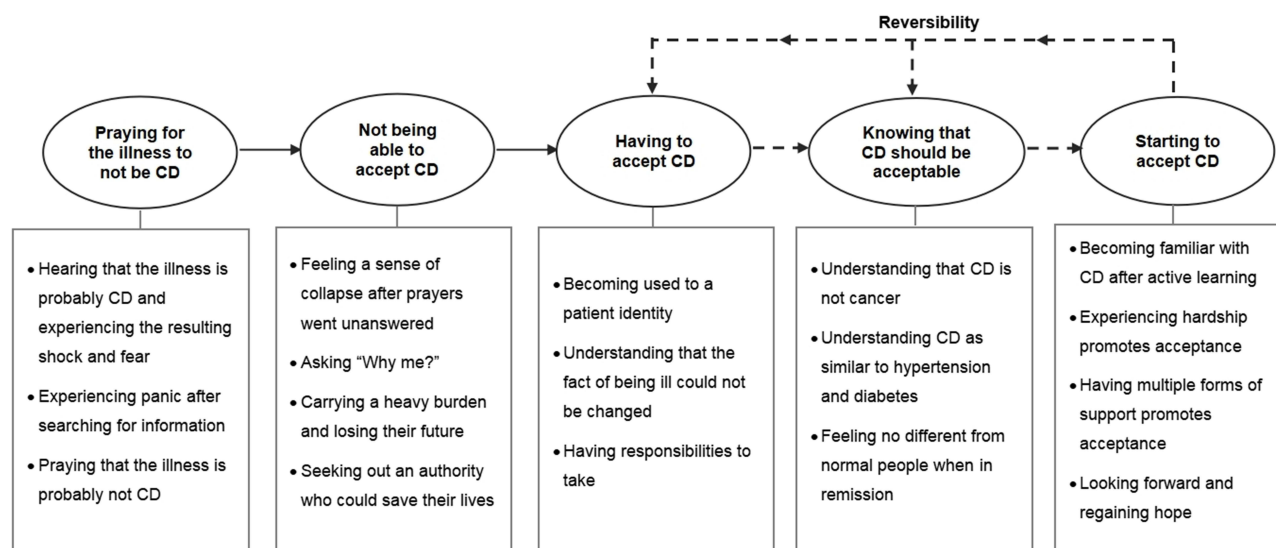 Reversibility
Praying for
the illness to
not be CD
Not being
able to
accept CD
Having to
accept CD
Knowing that
CD should be
acceptable
Starting to
accept CD
• Hearing that the illness is
probably CD and
experiencing the resulting
shock and fear
• Experiencing panic after
searching for information
• Praying that the illness is
probably not CD
• Feeling a sense of
collapse after prayers
went unanswered
• Asking “Why me?”
• Carrying a heavy burden
and losing their future
• Seeking out an authority
who could save their lives
• Becoming used to a
patient identity
• Understanding that the
fact of being ill could not
be changed
• Having responsibilities to
take
• Understanding that CD is
not cancer
• Understanding CD as
similar to hypertension
and diabetes
• Feeling no different from
normal people when in
remission
• Becoming familiar with
CD after active learning
• Experiencing hardship
promotes acceptance
• Having multiple forms of
support promotes
acceptance
• Looking forward and
regaining hope